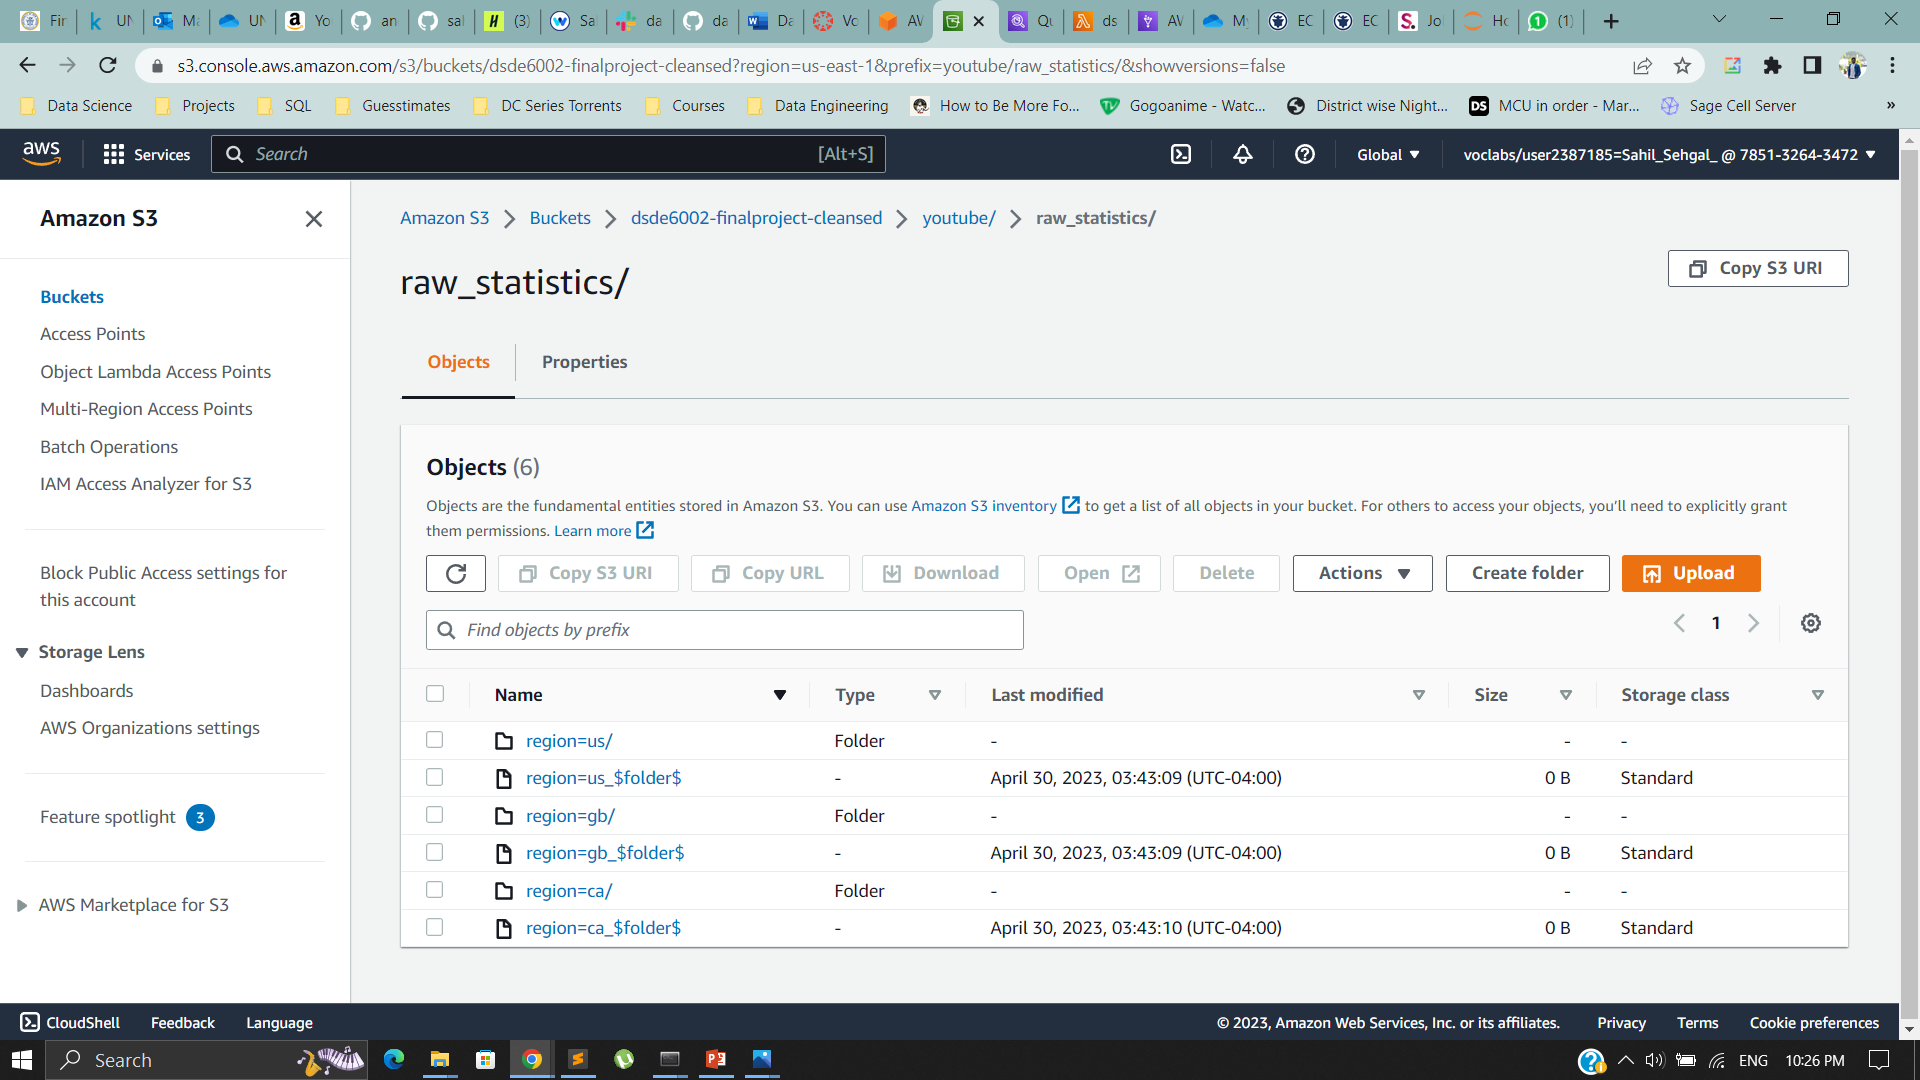 Fir
UN
Ma
UN
Yo
an
sal
(3)
Sa
da
da
Da
Vo
AV
Qu
ds
AV
My
EC
EC
Jo
Ho
(1)
s3.console.aws.amazon.com/s3/buckets/dsde6002-finalproject-cleansed?region=us-east-1&prefix=youtube/raw_statistics/&showversions=false
Data Science Projects SQL Guesstimates DC Series Torrents Courses Data Engineering How to Be More Fo... Gogoanime - Watc... District wise Night... MCU in order - Mar... Sage Cell Server »
aws Services Search [Alt+S] Global voclabs/user2387185=Sahil_Sehgal_ @ 7851-3264-3472
Amazon S3
Buckets
Access Points
Object Lambda Access Points
Multi-Region Access Points
Batch Operations
IAM Access Analyzer for S3
Block Public Access settings for
this account
Storage Lens
Dashboards
AWS Organizations settings
Feature spotlight 3
AWS Marketplace for S3
Amazon S3 > Buckets > dsde6002-finalproject-cleansed > youtube/ > raw_statistics/
raw_statistics/
Copy S3 URI
Objects Properties
Objects (6)
Objects are the fundamental entities stored in Amazon S3. You can use Amazon S3 inventory to get a list of all objects in your bucket. For others to access your objects, you'll need to explicitly grant
them permissions. Learn more
Copy S3 URI Copy URL Download Open Delete Actions Create folder Upload
Find objects by prefix
1
Name Type Last modified Size Storage class
region=us/ Folder - - -
region=us_$folder$ - April 30, 2023, 03:43:09 (UTC-04:00) 0 B Standard
region=gb/ Folder - - -
region=gb_$folder$ - April 30, 2023, 03:43:09 (UTC-04:00) 0 B Standard
region=ca/ Folder - - -
region=ca_$folder$ - April 30, 2023, 03:43:10 (UTC-04:00) 0 B Standard
CloudShell Feedback Language © 2023, Amazon Web Services, Inc. or its affiliates. Privacy Terms Cookie preferences
Search ENG 10:26 PM